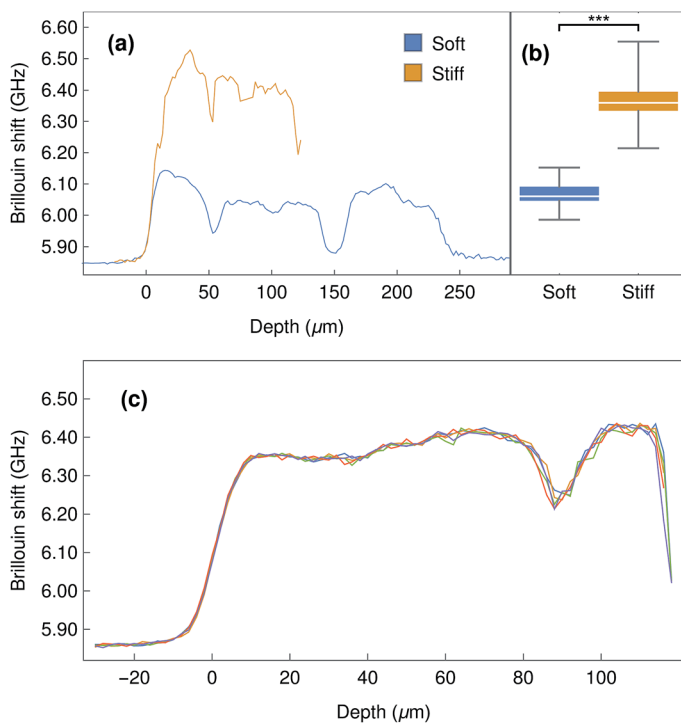 (a)
Soft
Stiff
(b)
***
6.60
6.50
6.40
6.30
6.20
6.10
6.00
5.90
Brillouin shift (GHz)
0 50 100 150 200 250
Depth (μm)
Soft Stiff
(c)
6.50
6.40
6.30
6.20
6.10
6.00
5.90
Brillouin shift (GHz)
−20 0 20 40 60 80 100
Depth (μm)